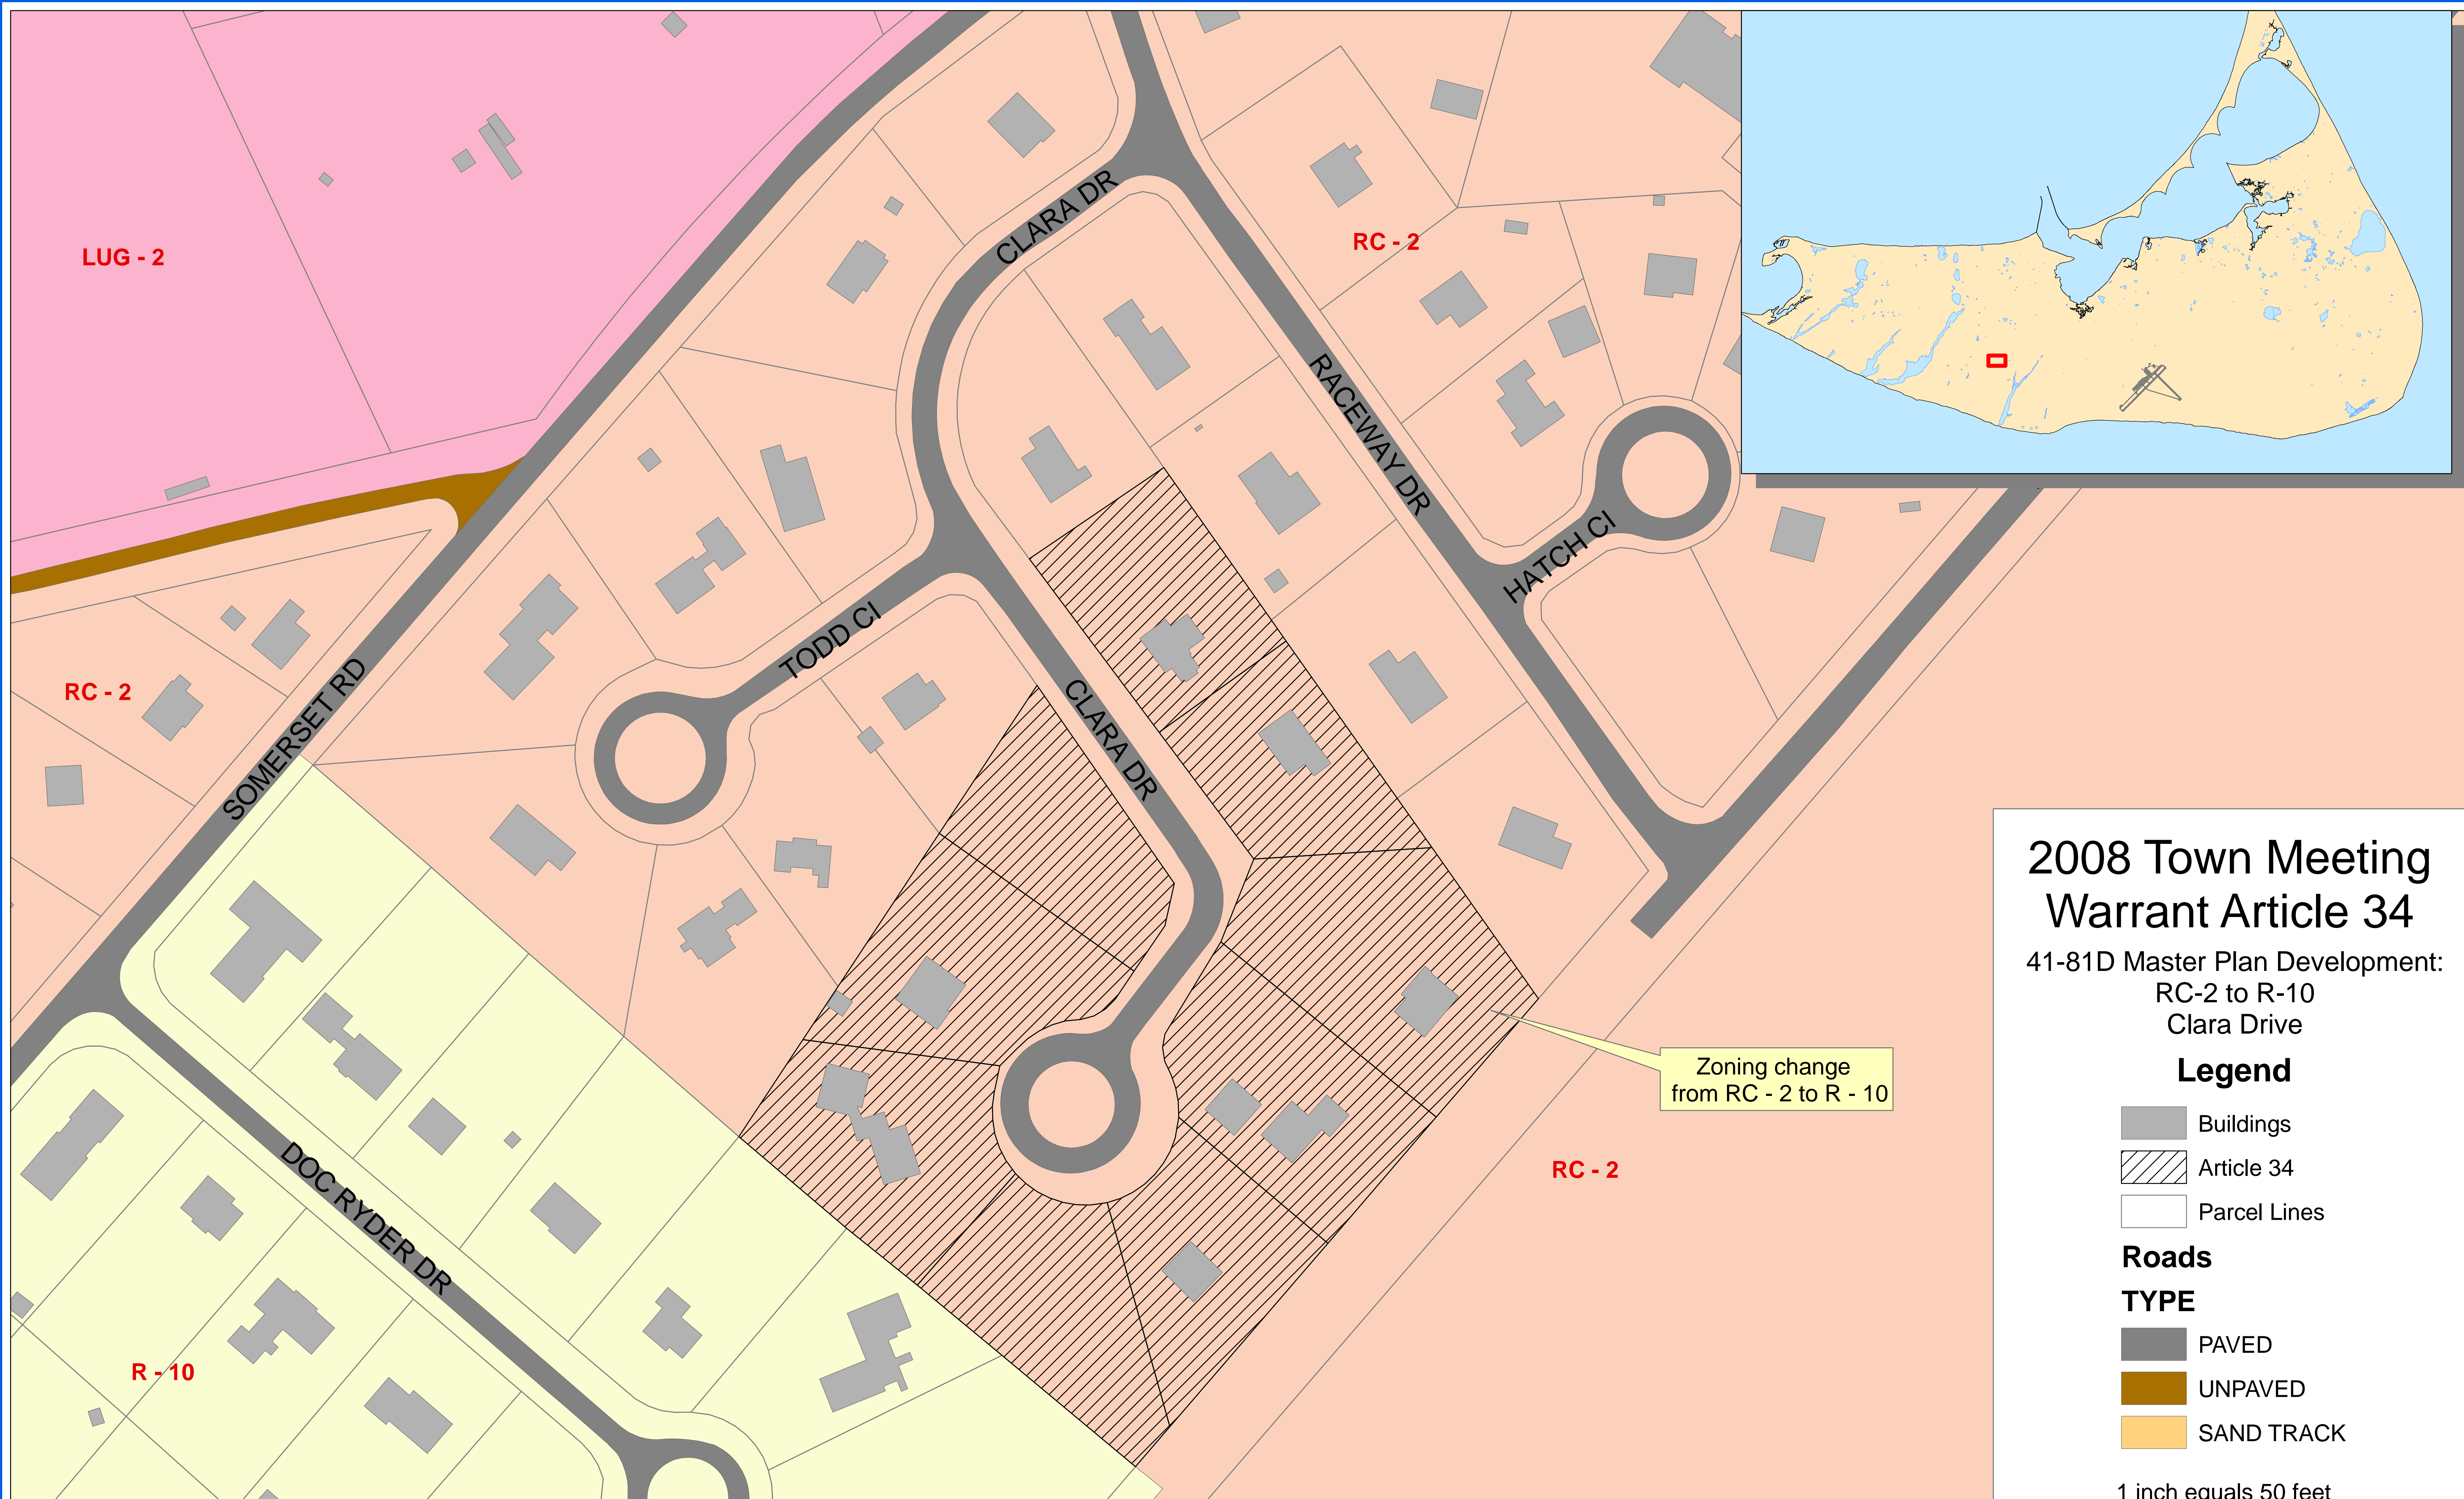 LUG - 2
CLARA DR
RC - 2
RACEWAY DR
HATCH CI
TODD CI
RC - 2
SOMERSET RD
CLARA DR
2008 Town Meeting
Warrant Article 34
41-81D Master Plan Development:
RC-2 to R-10
Clara Drive
Legend
Buildings
Article 34
Parcel Lines
Roads
TYPE
PAVED
UNPAVED
SAND TRACK
1 inch equals 50 feet
Zoning change
from RC - 2 to R - 10
RC - 2
DOC RYDER DR
R - 10